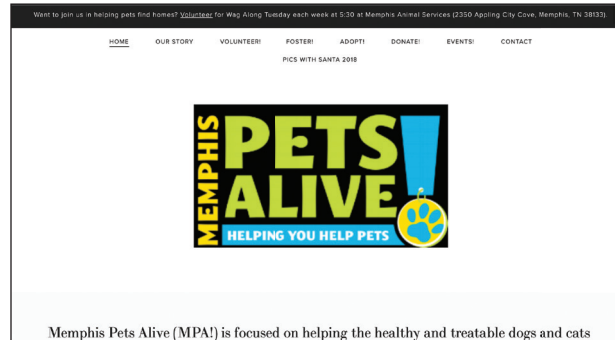 Want to join us in helping pets find homes? Volunteer for Wag Along Tuesday each week at 5:30 at Memphis Animal Services (2350 Appling City Cove, Memphis, TN 38133).
HOME OUR STORY VOLUNTEER! FOSTER! ADOPT! DONATE! EVENTS! CONTACT
PICS WITH SANTA 2018
MEMPHIS
PETS
ALIVE!
HELPING YOU HELP PETS
Memphis Pets Alive (MPA!) is focused on helping the healthy and treatable dogs and cats